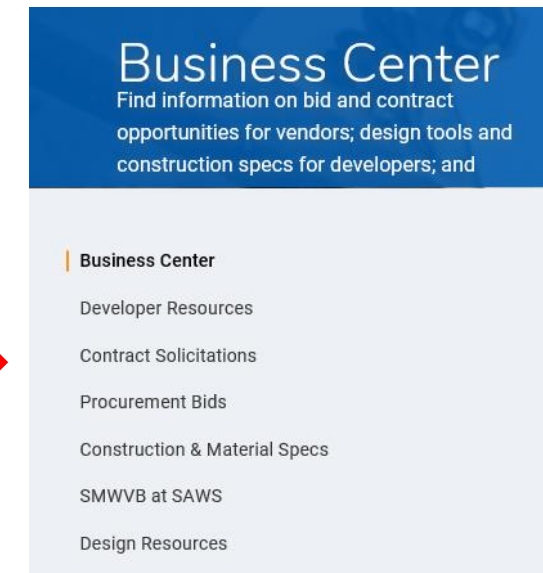 Business Center
Find information on bid and contract
opportunities for vendors; design tools and
construction specs for developers; and
Business Center
Developer Resources
Contract Solicitations
Procurement Bids
Construction & Material Specs
SMWVB at SAWS
Design Resources